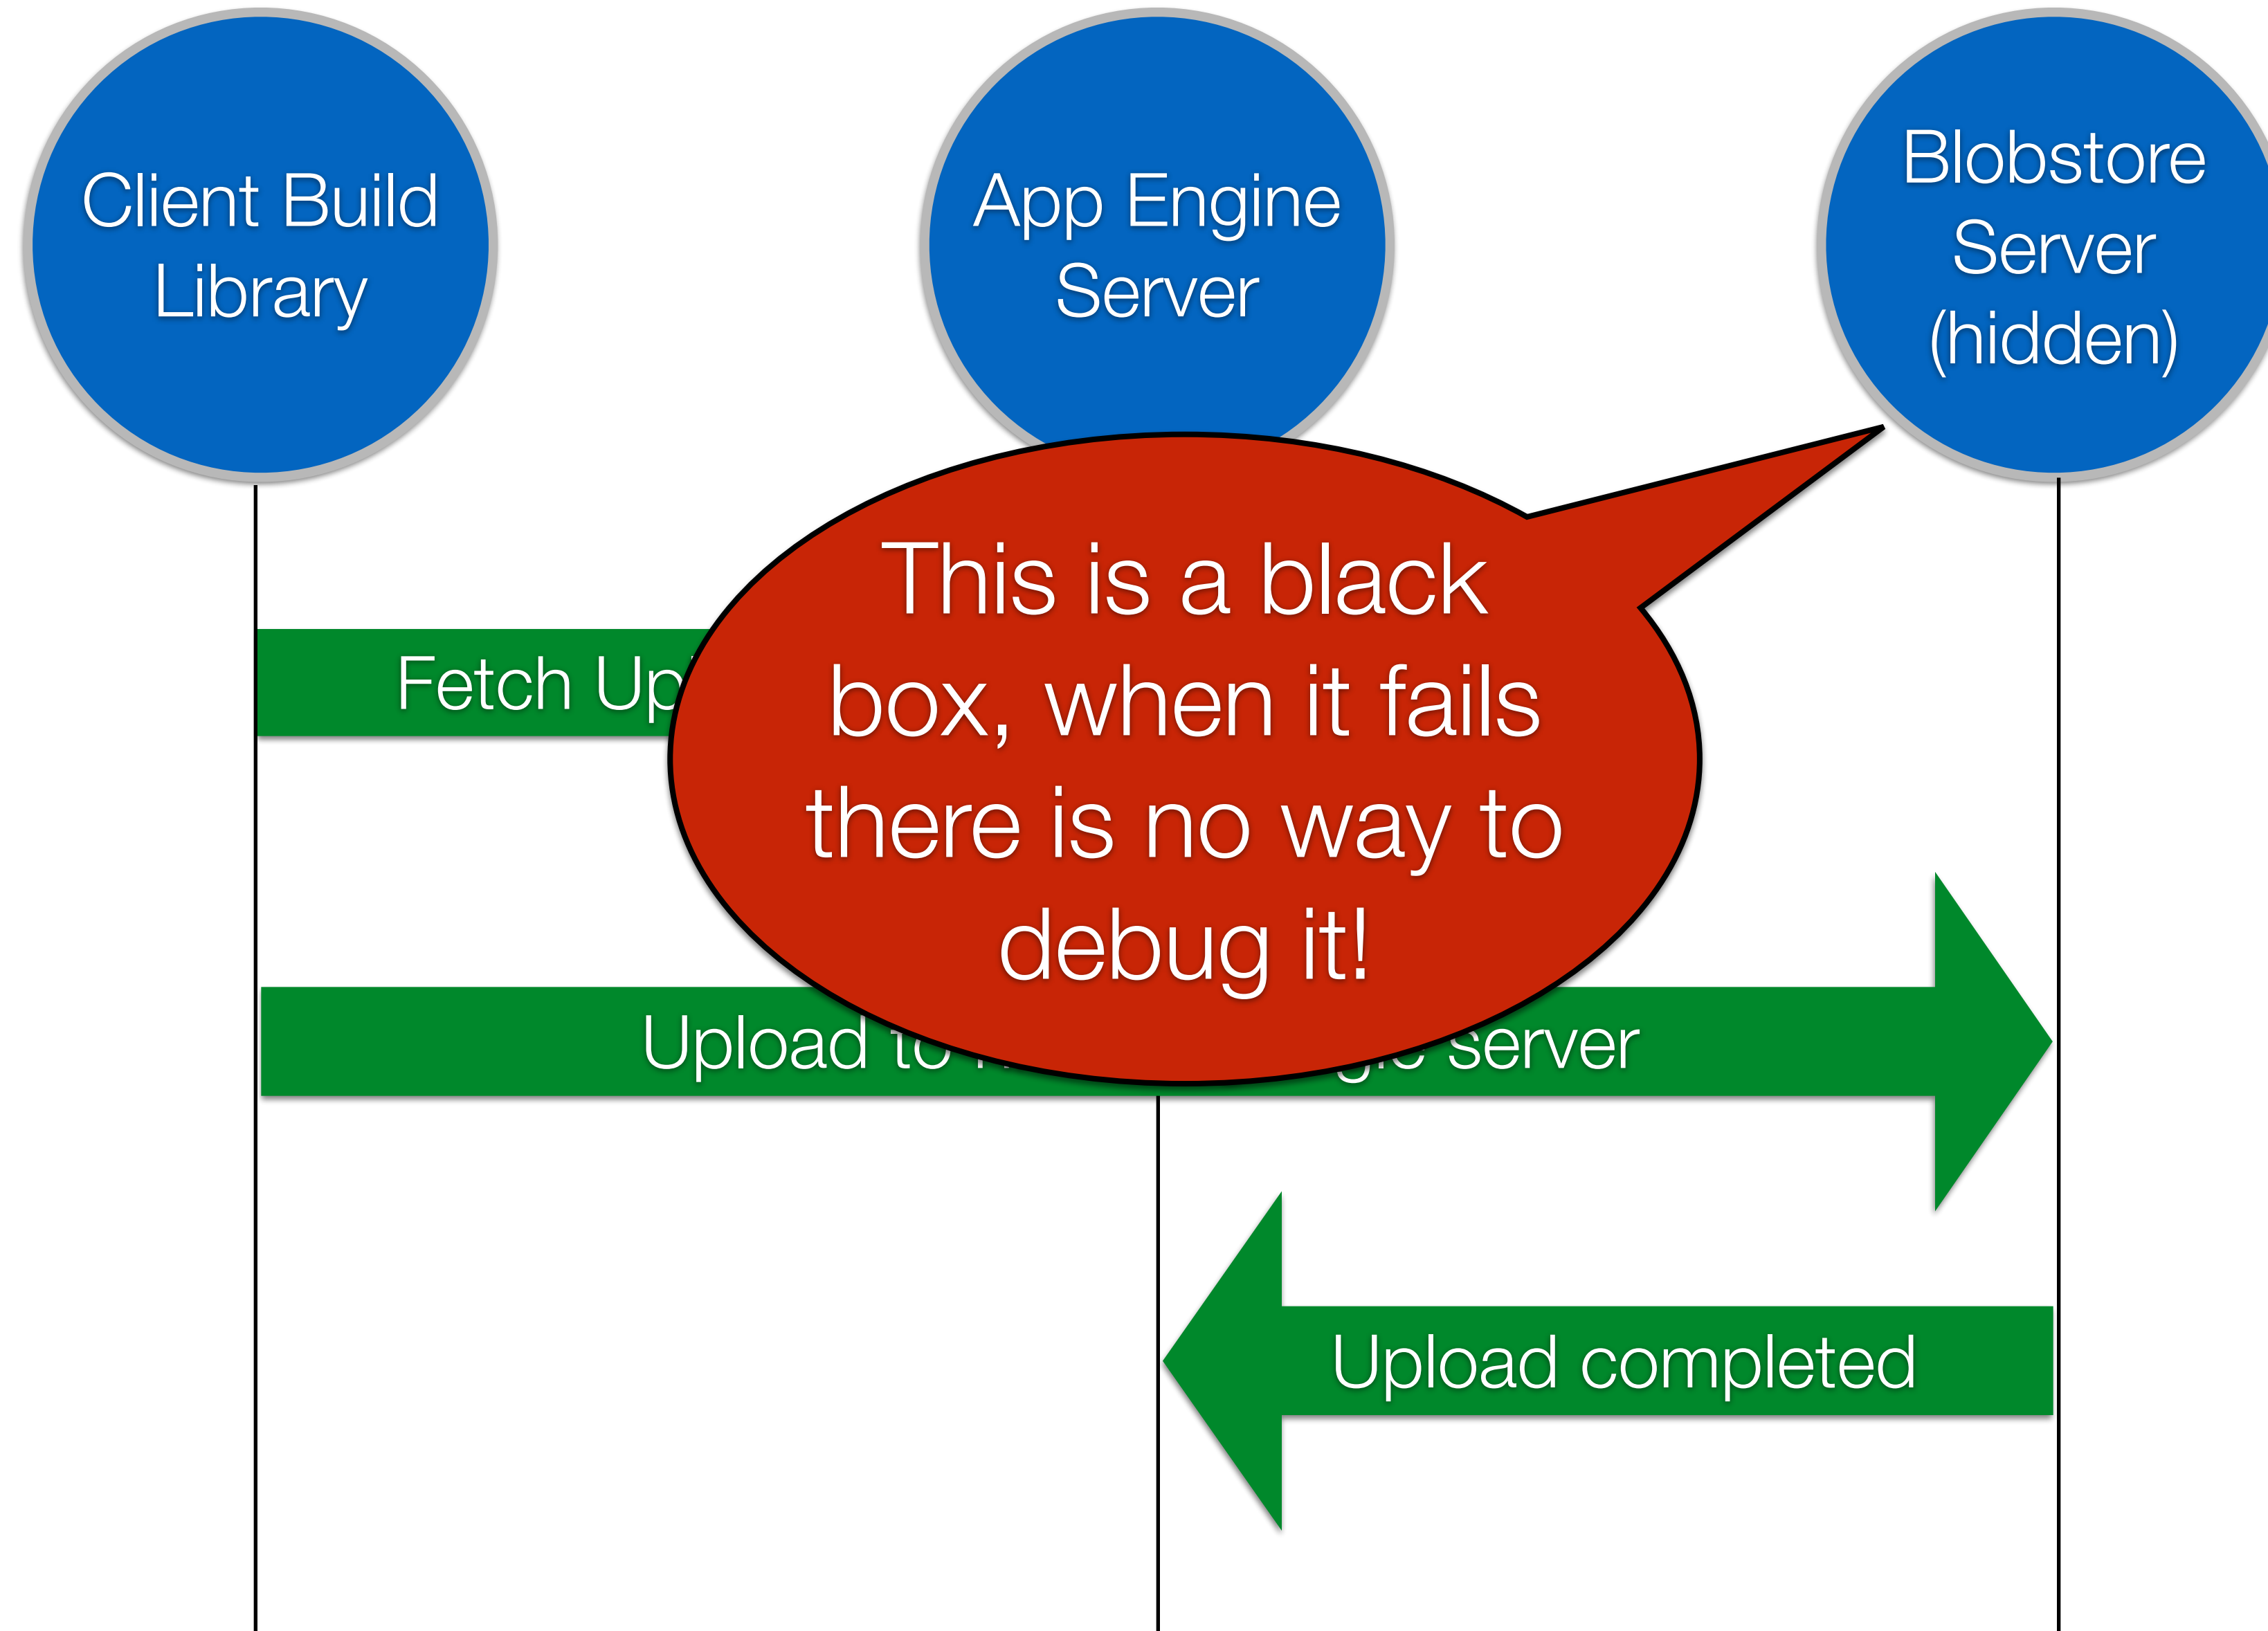 Client Build
Library
App Engine
Server
Blobstore
Server
(hidden)
This is a black
box, when it fails
there is no way to
debug it!
Fetch
Upload to server
Upload completed